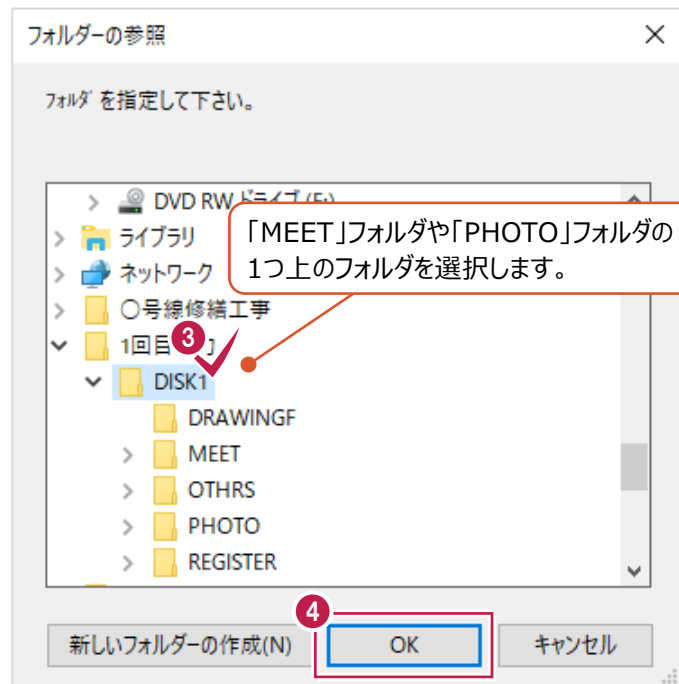 フォルダーの参照
ﾌｫﾙﾀﾞを指定して下さい。
DVD RW ドライブ (E:)
ライブラリ
「MEET」フォルダや「PHOTO」フォルダの
1つ上のフォルダを選択します。
ネットワーク
〇号線修繕工事
3
1回目
DISK1
DRAWINGF
MEET
OTHRS
PHOTO
REGISTER
4
新しいフォルダーの作成(N)
OK
キャンセル